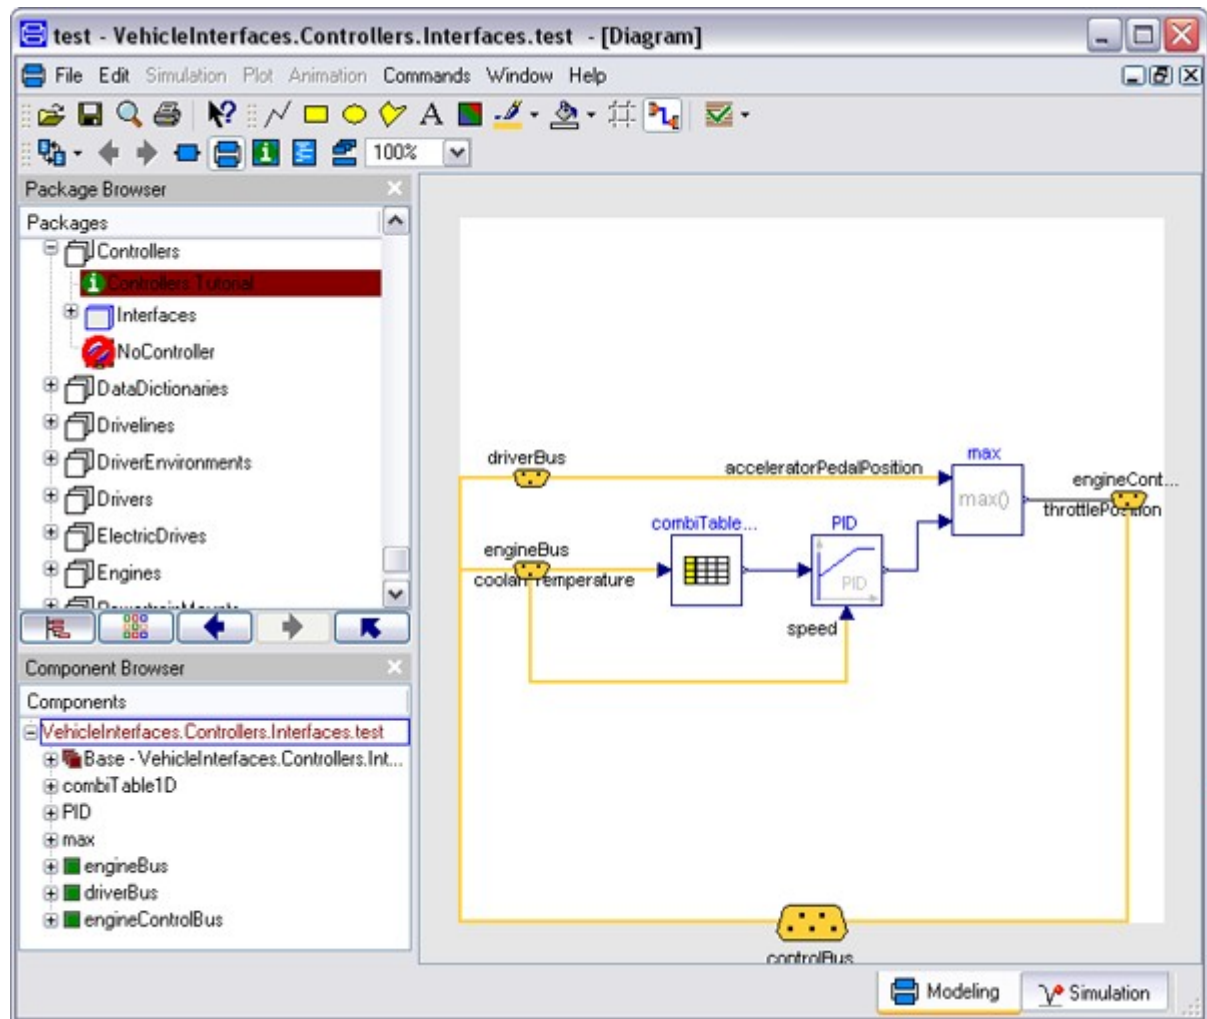 test - VehicleInterfaces.Controllers.Interfaces.test - [Diagram]
File Edit Simulation Plot Animation Commands Window Help
A
100%
Package Browser
Packages
Controllers
Controllers Tutorial
Interfaces
NoController
DataDictionaries
Drivelines
DriverEnvironments
Drivers
ElectricDrives
Engines
PowertrainMounts
Component Browser
Components
VehicleInterfaces.Controllers.Interfaces.test
Base - VehicleInterfaces.Controllers.Int...
combiTable1D
PID
max
engineBus
driverBus
engineControlBus
driverBus
acceleratorPedalPosition
max
max()
engineCont...
throttlePosition
combiTable...
PID
PID
engineBus
coolantTemperature
speed
controlBus
Modeling
Simulation